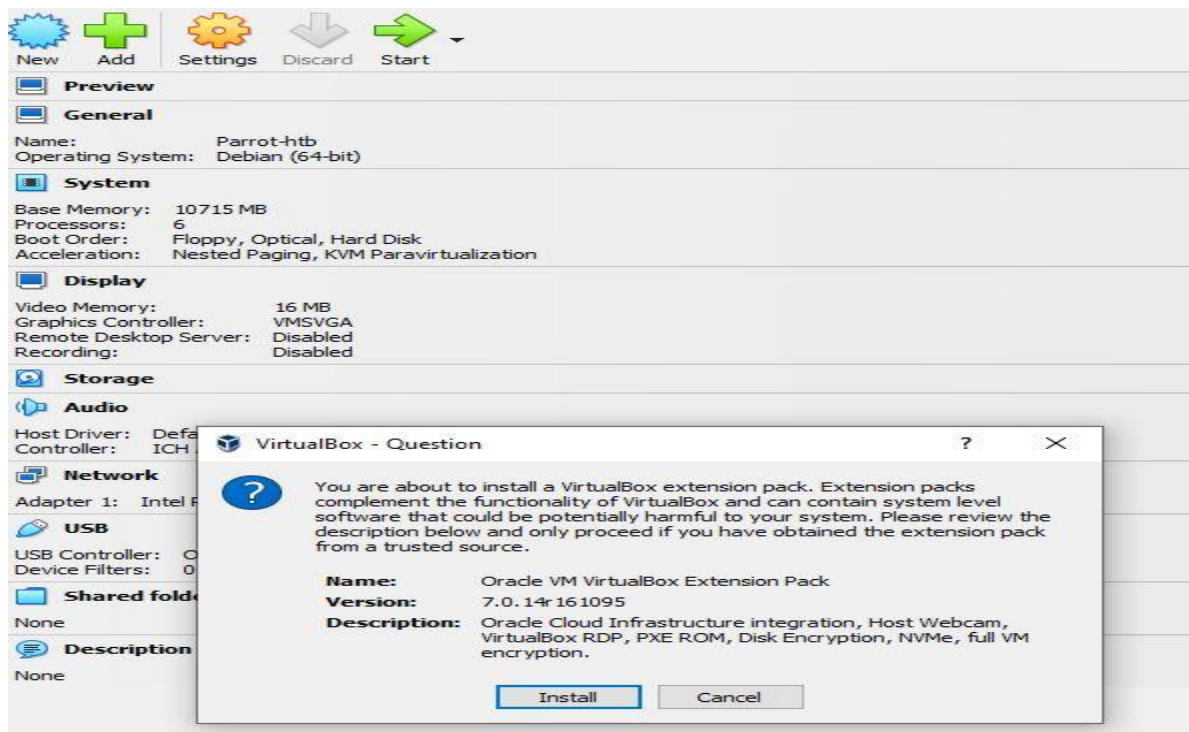 New Add Settings Discard Start
Preview
General
Name: Parrot-htb
Operating System: Debian (64-bit)
System
Base Memory: 10715 MB
Processors: 6
Boot Order: Floppy, Optical, Hard Disk
Acceleration: Nested Paging, KVM Paravirtualization
Display
Video Memory: 16 MB
Graphics Controller: VMSVGA
Remote Desktop Server: Disabled
Recording: Disabled
Storage
Audio
Host Driver:
Controller: ICH
Network
Adapter 1: Intel
USB
USB Controller:
Device Filters: 0
Shared
None
Description
None
VirtualBox - Question
You are about to install a VirtualBox extension pack. Extension packs
complement the functionality of VirtualBox and can contain system level
software that could be potentially harmful to your system. Please review the
description below and only proceed if you have obtained the extension pack
from a trusted source.
Name: Oracle VM VirtualBox Extension Pack
Version: 7.0.14r161095
Description: Oracle Cloud Infrastructure integration, Host Webcam,
VirtualBox RDP, PXE ROM, Disk Encryption, NVMe, full VM
encryption.
Install Cancel